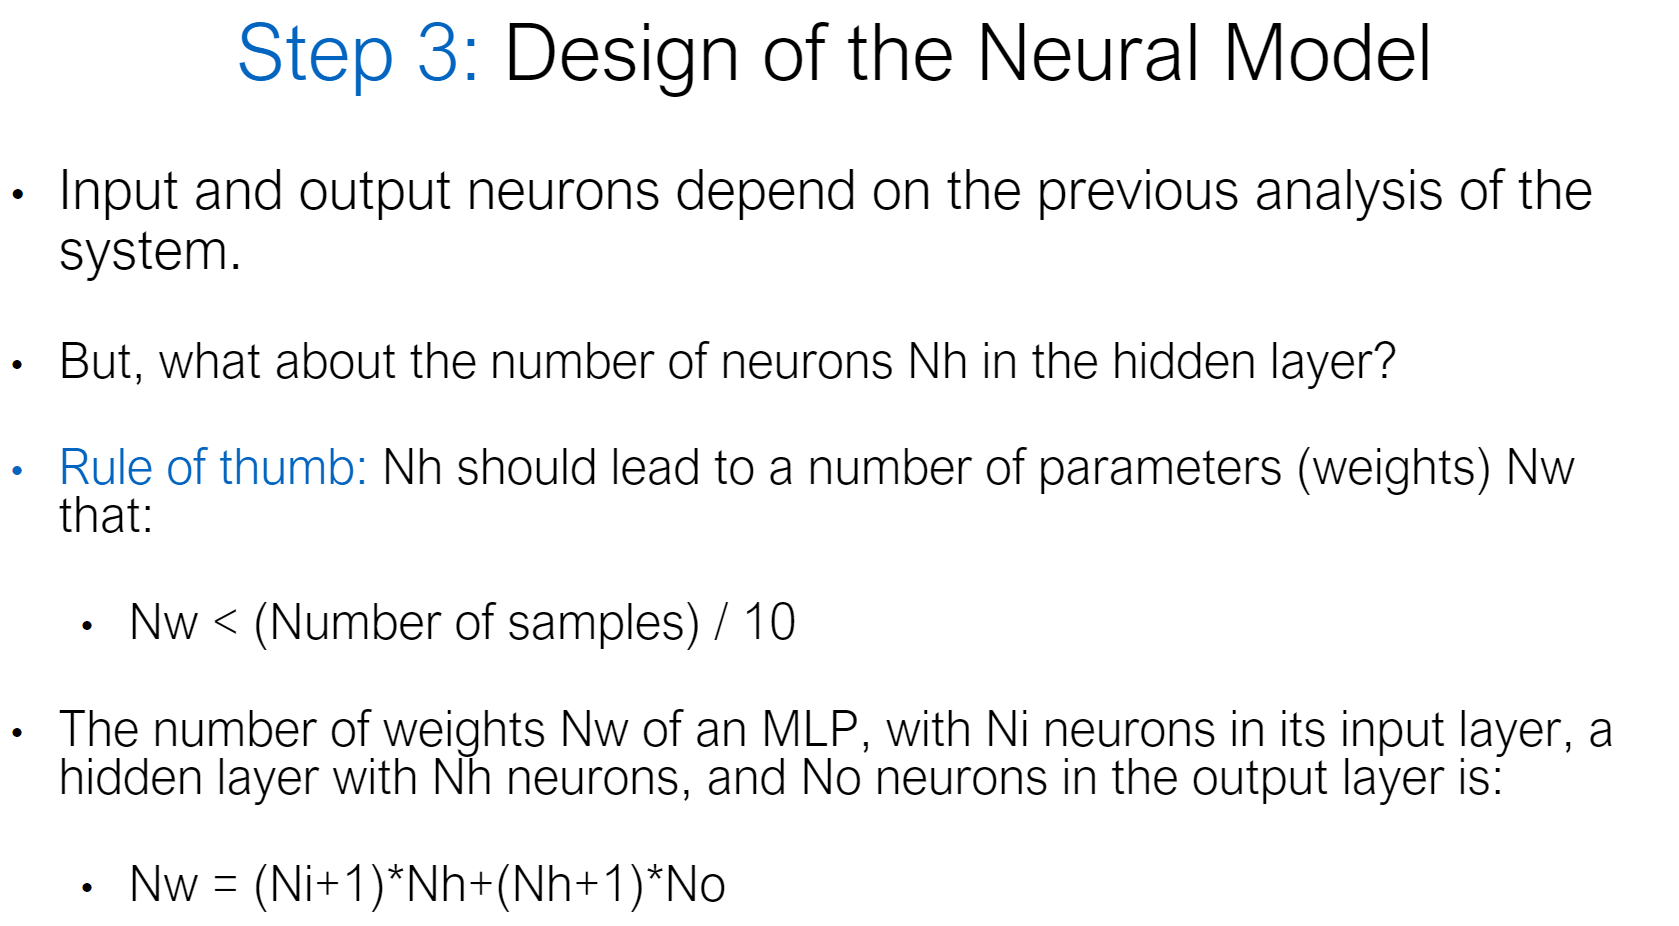 Step 3: Design of the Neural Model
• Input and output neurons depend on the previous analysis of the
system.
• But, what about the number of neurons Nh in the hidden layer?
• Rule of thumb: Nh should lead to a number of parameters (weights) Nw
that:
• Nw < (Number of samples) / 10
• The number of weights Nw of an MLP, with Ni neurons in its input layer, a
hidden layer with Nh neurons, and No neurons in the output layer is:
• Nw = (Ni+1)*Nh+(Nh+1)*No